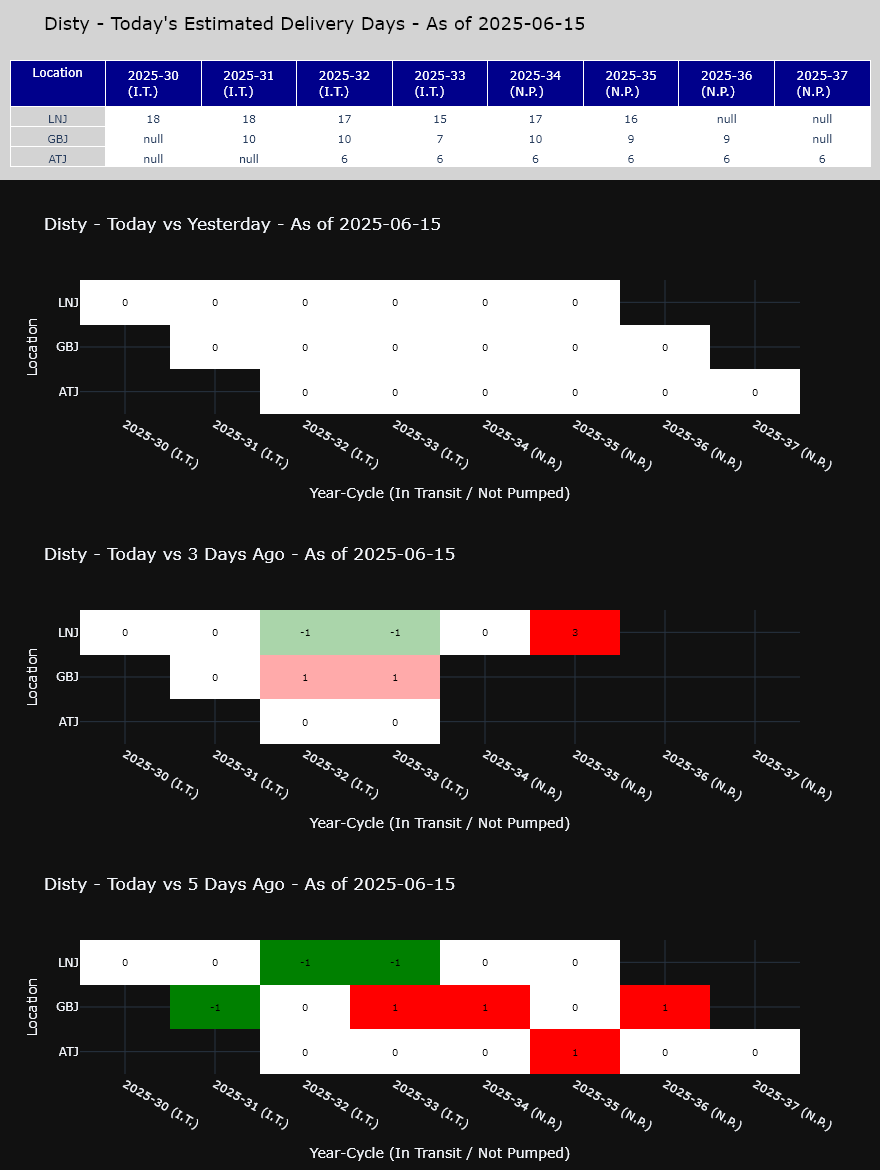 Disty - Today's Estimated Delivery Days - As of 2025-06-15
Location 2025-30 (I.T.) 2025-31 (I.T.) 2025-32 (I.T.) 2025-33 (I.T.) 2025-34 (N.P.) 2025-35 (N.P.) 2025-36 (N.P.) 2025-37 (N.P.)
LNJ 18 18 17 15 17 16 null null
GBJ null 10 10 7 10 9 9 null
ATJ null null 6 6 6 6 6 6
Disty - Today vs Yesterday - As of 2025-06-15
Location
LNJ 0 0 0 0 0 0
GBJ 0 0 0 0 0 0
ATJ 0 0 0 0 0 0
2025-30 (I.T.) 2025-31 (I.T.) 2025-32 (I.T.) 2025-33 (I.T.) 2025-34 (N.P.) 2025-35 (N.P.) 2025-36 (N.P.) 2025-37 (N.P.)
Year-Cycle (In Transit / Not Pumped)
Disty - Today vs 3 Days Ago - As of 2025-06-15
Location
LNJ 0 0 -1 -1 0 3
GBJ 0 1 1
ATJ 0 0
2025-30 (I.T.) 2025-31 (I.T.) 2025-32 (I.T.) 2025-33 (I.T.) 2025-34 (N.P.) 2025-35 (N.P.) 2025-36 (N.P.) 2025-37 (N.P.)
Year-Cycle (In Transit / Not Pumped)
Disty - Today vs 5 Days Ago - As of 2025-06-15
Location
LNJ 0 0 -1 -1 0 0
GBJ -1 0 1 1 0 1
ATJ 0 0 0 1 0 0
2025-30 (I.T.) 2025-31 (I.T.) 2025-32 (I.T.) 2025-33 (I.T.) 2025-34 (N.P.) 2025-35 (N.P.) 2025-36 (N.P.) 2025-37 (N.P.)
Year-Cycle (In Transit / Not Pumped)